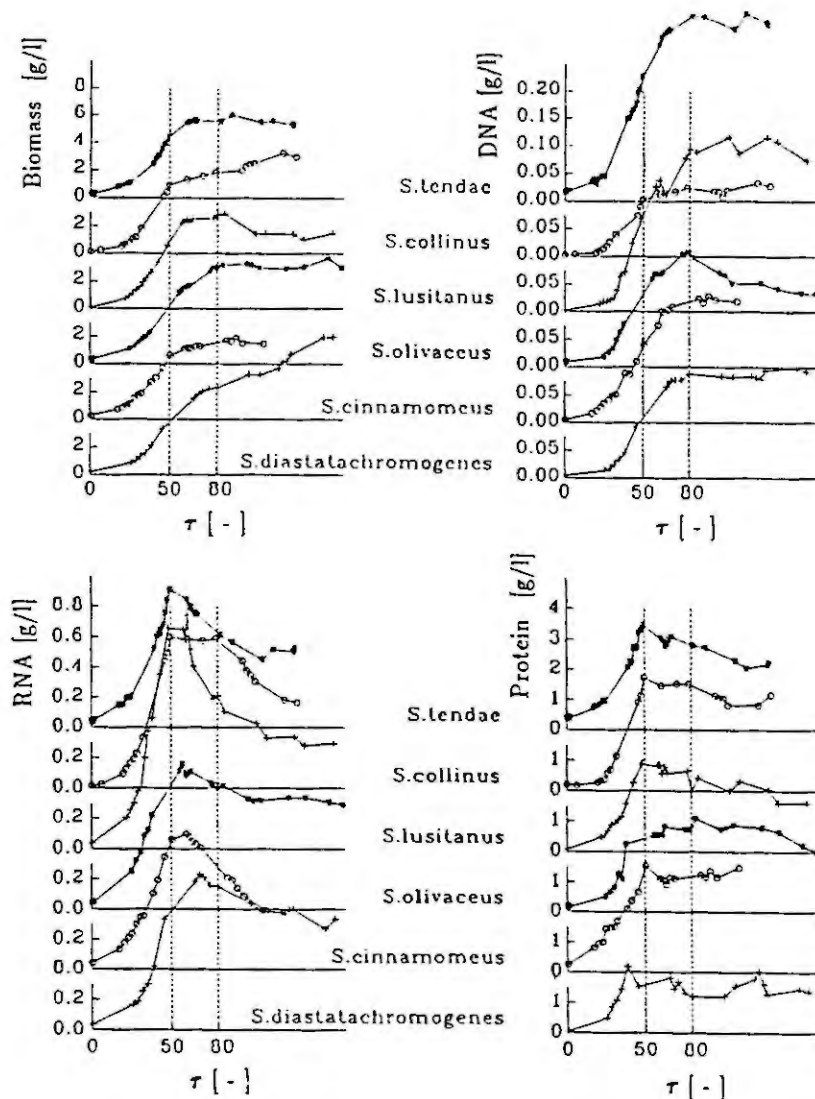 Biomass [g/l]
8
6
4
2
0
2
0
2
0
2
0
2
0
2
0
0 50 80
τ [-]
DNA [g/l]
0.20
0.15
0.10
0.05
0.00
0.00
0.05
0.00
0.05
0.00
0.05
0.00
0.05
0.00
0 50 80
τ [-]
S.tendae
S.collinus
S.lusitanus
S.olivaceus
S.cinnamomeus
S.diastatachromogenes
RNA [g/l]
0.8
0.6
0.4
0.2
0.0
0.2
0.0
0.2
0.0
0.2
0.0
0.2
0.0
0.2
0.0
0 50 80
τ [-]
Protein [g/l]
4
3
2
1
0
1
0
1
0
1
0
1
0
1
0
0 50 80
τ [-]
S.tendae
S.collinus
S.lusitanus
S.olivaceus
S.cinnamomeus
S.diastatachromogenes